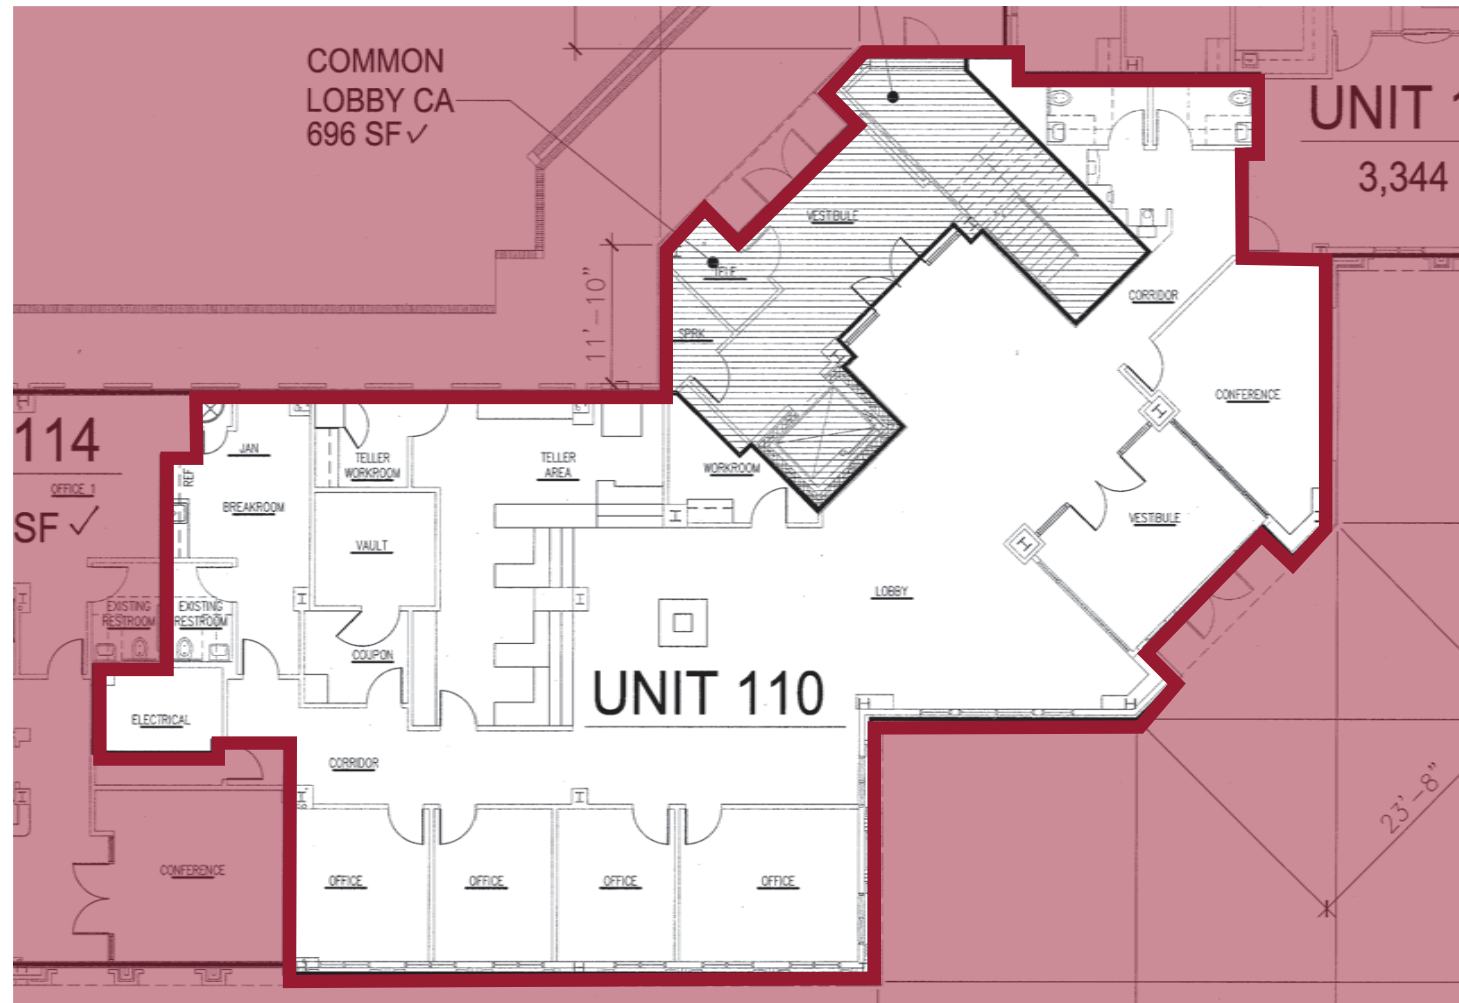 COMMON
LOBBY CA
696 SF ✓
UNIT 1
3,344
VESTIBULE
TELE
SPRK
11'-10"
CORRIDOR
CONFERENCE
114
OFFICE 1
SF ✓
JAN
REF
BREAKROOM
TELLER
WORKROOM
TELLER
AREA
WORKROOM
VAULT
VESTIBULE
LOBBY
EXISTING
RESTROOM
EXISTING
RESTROOM
COUPON
UNIT 110
ELECTRICAL
CORRIDOR
23'-8"
CONFERENCE
OFFICE
OFFICE
OFFICE
OFFICE